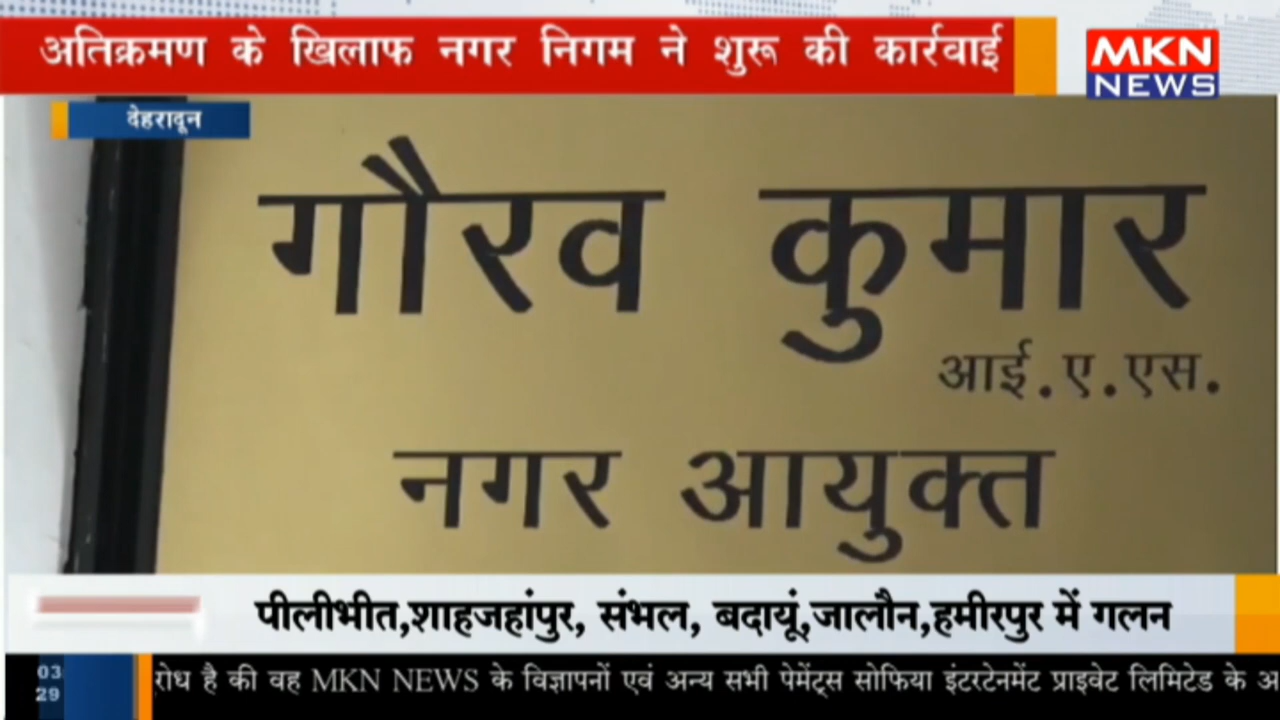 अतिक्रमण के खिलाफ नगर निगम ने शुरू की कार्रवाई
MKN
NEWS
देहरादून
गौरव कुमार
आई.ए.एस.
नगर आयुक्त
पीलीभीत,शाहजहांपुर, संभल, बदायूं,जालौन,हमीरपुर में गलन
03
29
रोध है की वह MKN NEWS के विज्ञापनों एवं अन्य सभी पेमेंट्स सोफिया इंटरटेनमेंट प्राइवेट लिमिटेड के अ